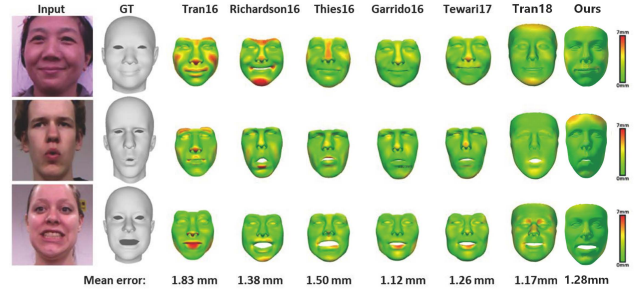 Input GT Tran16 Richardson16 Thies16 Garrido16 Tewari17 Tran18 Ours
7mm
0mm
7mm
0mm
7mm
0mm
Mean error: 1.83 mm 1.38 mm 1.50 mm 1.12 mm 1.26 mm 1.17mm 1.28mm